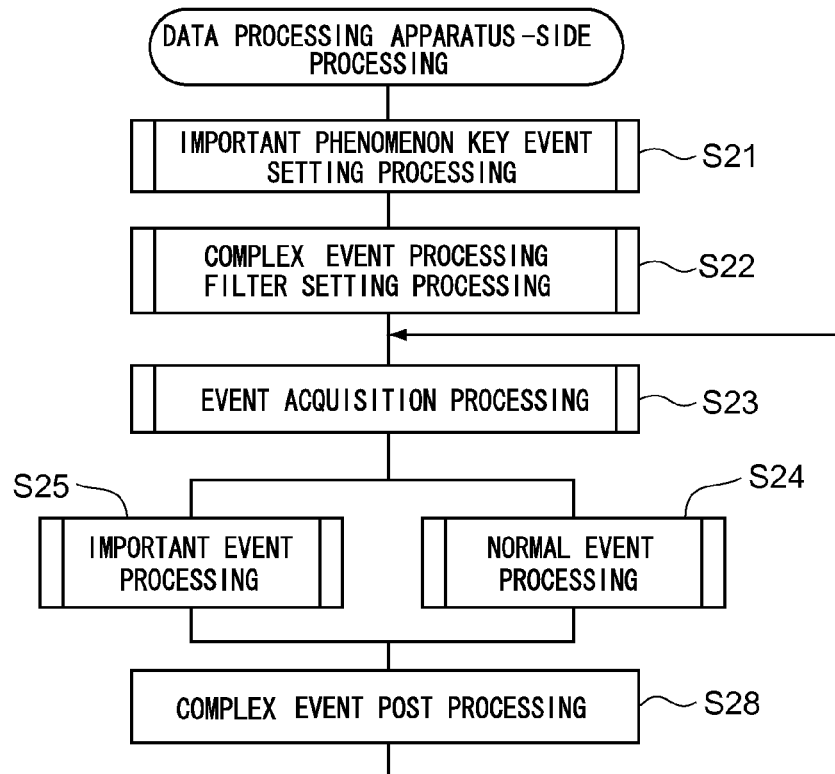 DATA PROCESSING APPARATUS-SIDE
PROCESSING
IMPORTANT PHENOMENON KEY EVENT
SETTING PROCESSING
S21
COMPLEX EVENT PROCESSING
FILTER SETTING PROCESSING
S22
EVENT ACQUISITION PROCESSING
S23
S25
S24
IMPORTANT EVENT
PROCESSING
NORMAL EVENT
PROCESSING
COMPLEX EVENT POST PROCESSING
S28